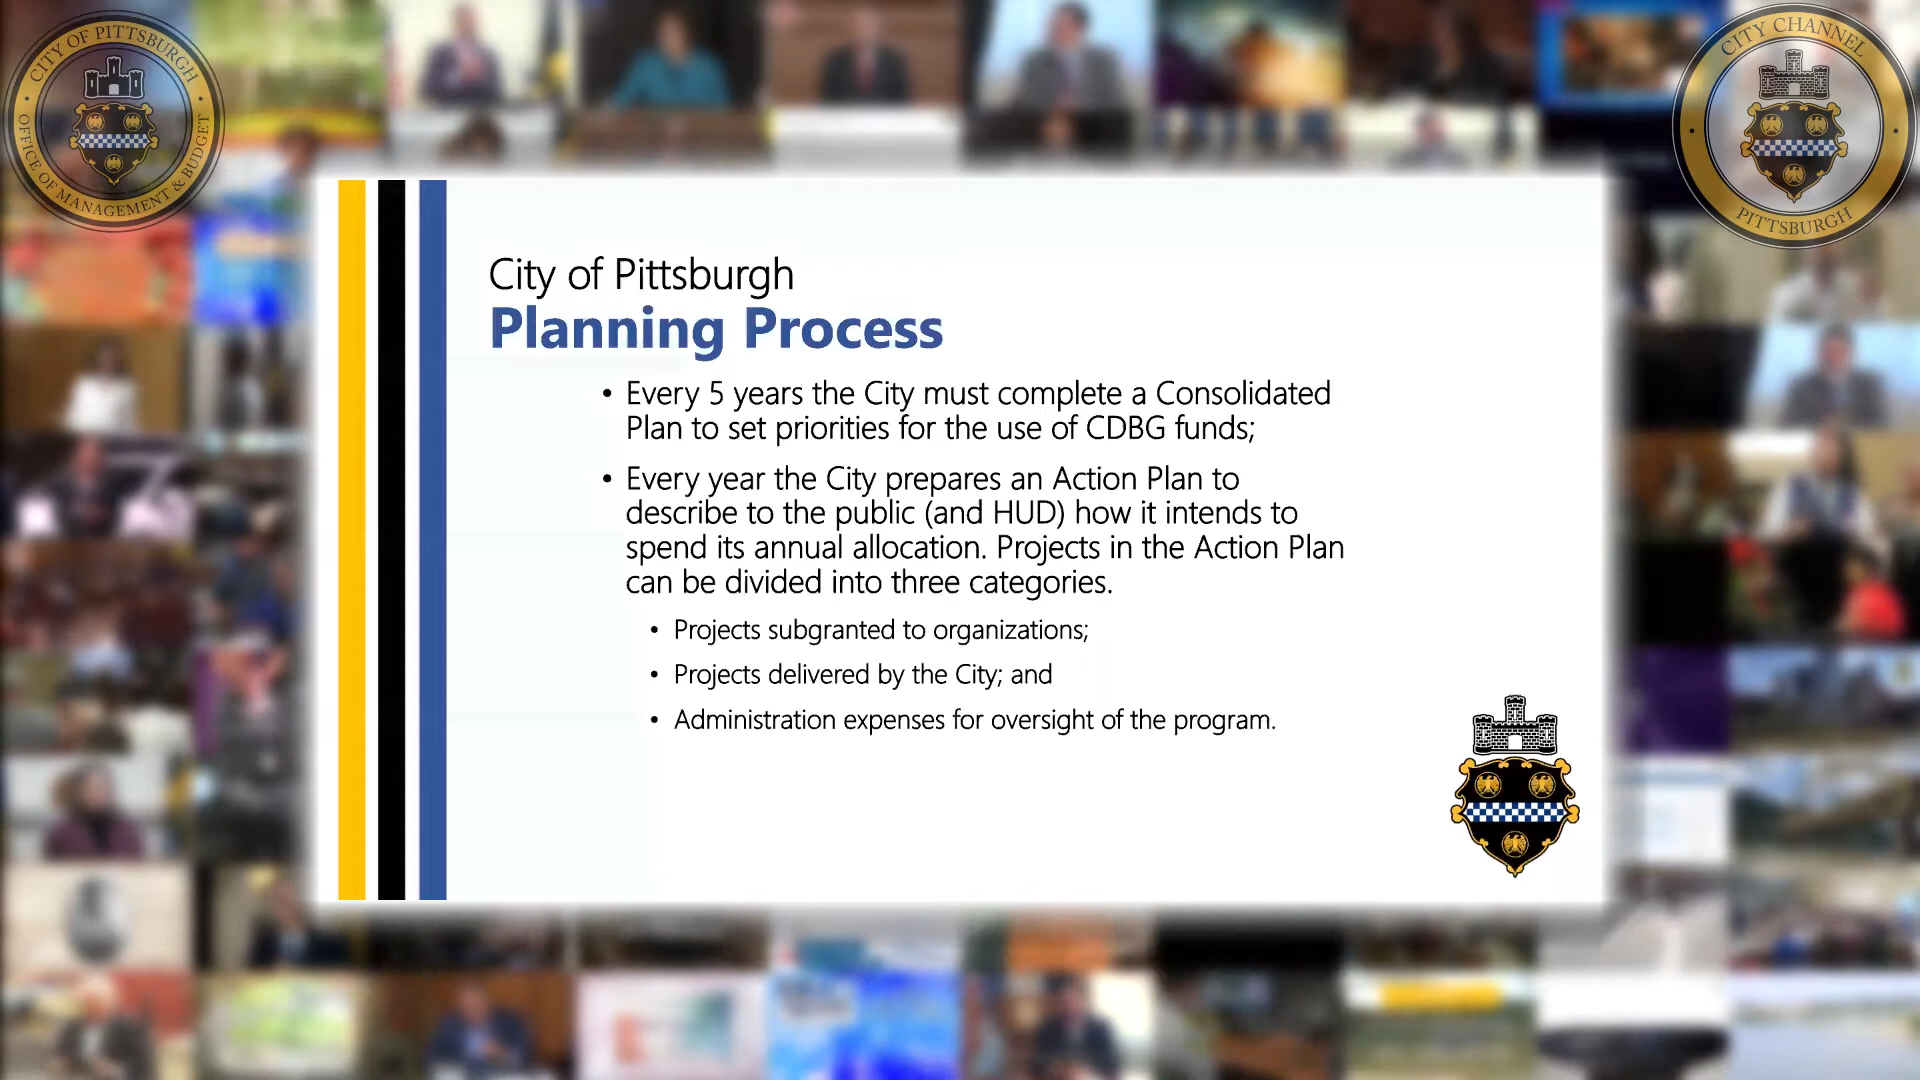 CITY OF PITTSBURGH
OFFICE OF MANAGEMENT & BUDGET
CITY CHANNEL
PITTSBURGH
City of Pittsburgh
Planning Process
• Every 5 years the City must complete a Consolidated
Plan to set priorities for the use of CDBG funds;
• Every year the City prepares an Action Plan to
describe to the public (and HUD) how it intends to
spend its annual allocation. Projects in the Action Plan
can be divided into three categories.
• Projects subgranted to organizations;
• Projects delivered by the City; and
• Administration expenses for oversight of the program.